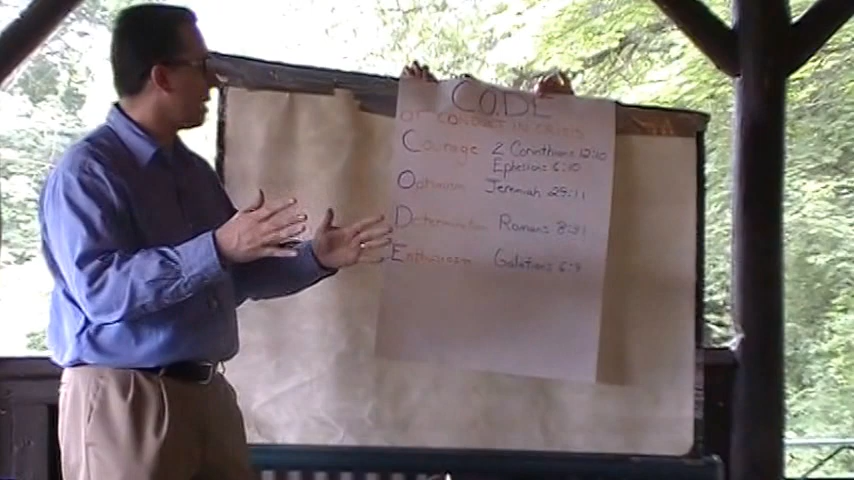 CODE
OF CONDUCT IN CRISIS
Courage 2 Corinthians 12:10
Ephesians 6:10
Optimism Jeremiah 29:11
Determination Romans 8:31
Enthusiasm Galatians 6:9